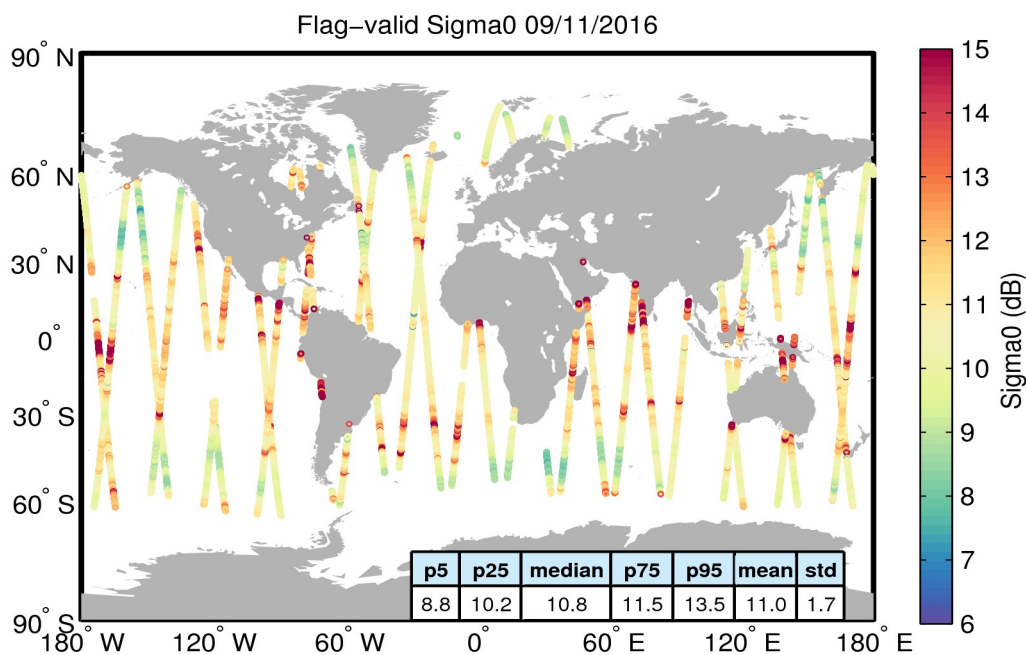 Flag-valid Sigma0 09/11/2016
90° N
60° N
30° N
0°
30° S
60° S
90° S
180° W
120° W
60° W
0°
60° E
120° E
180° E
p5 p25 median p75 p95 mean std
8.8 10.2 10.8 11.5 13.5 11.0 1.7
15
14
13
12
11
10
9
8
7
6
Sigma0 (dB)